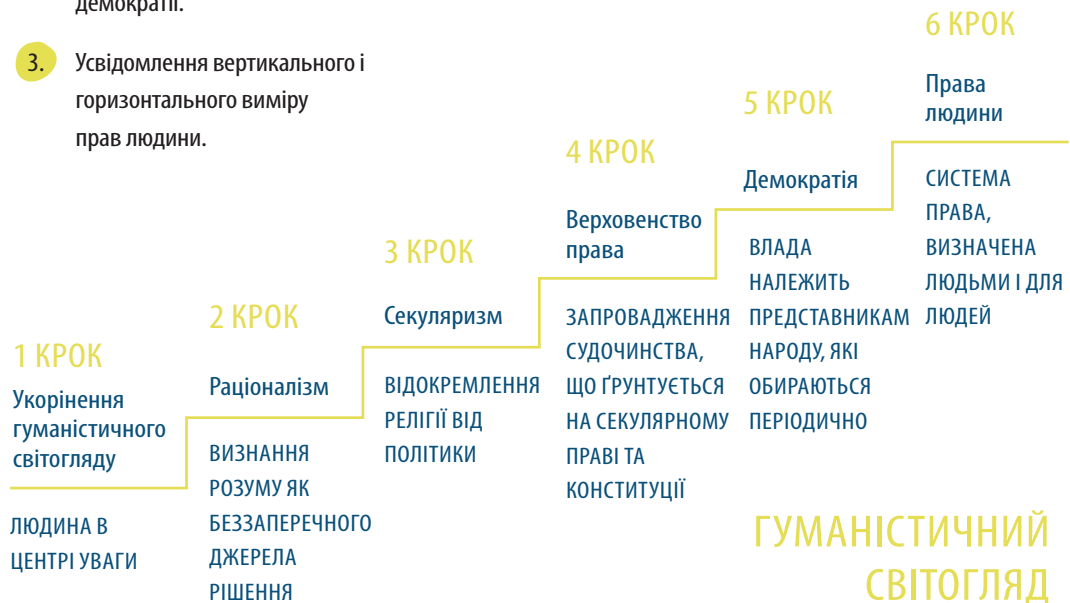 демократії.
3. Усвідомлення вертикального і
горизонтального виміру
прав людини.
1 КРОК
Укорінення
гуманістичного
світогляду
ЛЮДИНА В
ЦЕНТРІ УВАГИ
2 КРОК
Раціоналізм
ВИЗНАННЯ
РОЗУМУ ЯК
БЕЗЗАПЕРЕЧНОГО
ДЖЕРЕЛА
РІШЕННЯ
3 КРОК
Секуляризм
ВІДОКРЕМЛЕННЯ
РЕЛІГІЇ ВІД
ПОЛІТИКИ
4 КРОК
Верховенство
права
ЗАПРОВАДЖЕННЯ
СУДОЧИНСТВА,
ЩО ҐРУНТУЄТЬСЯ
НА СЕКУЛЯРНОМУ
ПРАВІ ТА
КОНСТИТУЦІЇ
5 КРОК
Демократія
ВЛАДА
НАЛЕЖИТЬ
ПРЕДСТАВНИКАМ
НАРОДУ, ЯКІ
ОБИРАЮТЬСЯ
ПЕРІОДИЧНО
6 КРОК
Права
людини
СИСТЕМА
ПРАВА,
ВИЗНАЧЕНА
ЛЮДЬМИ І ДЛЯ
ЛЮДЕЙ
ГУМАНІСТИЧНИЙ
СВІТОГЛЯД